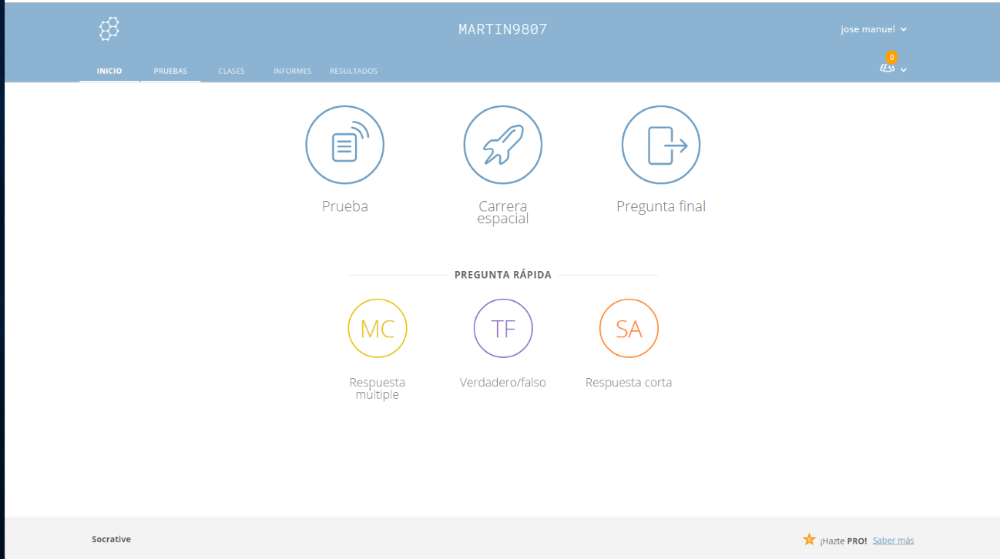 MARTIN9807
jose manuel
0
INICIO PRUEBAS CLASES INFORMES RESULTADOS
Prueba
Carrera
espacial
Pregunta final
PREGUNTA RÁPIDA
MC TF SA
Respuesta
múltiple
Verdadero/falso
Respuesta corta
Socrative
¡Hazte PRO! Saber más